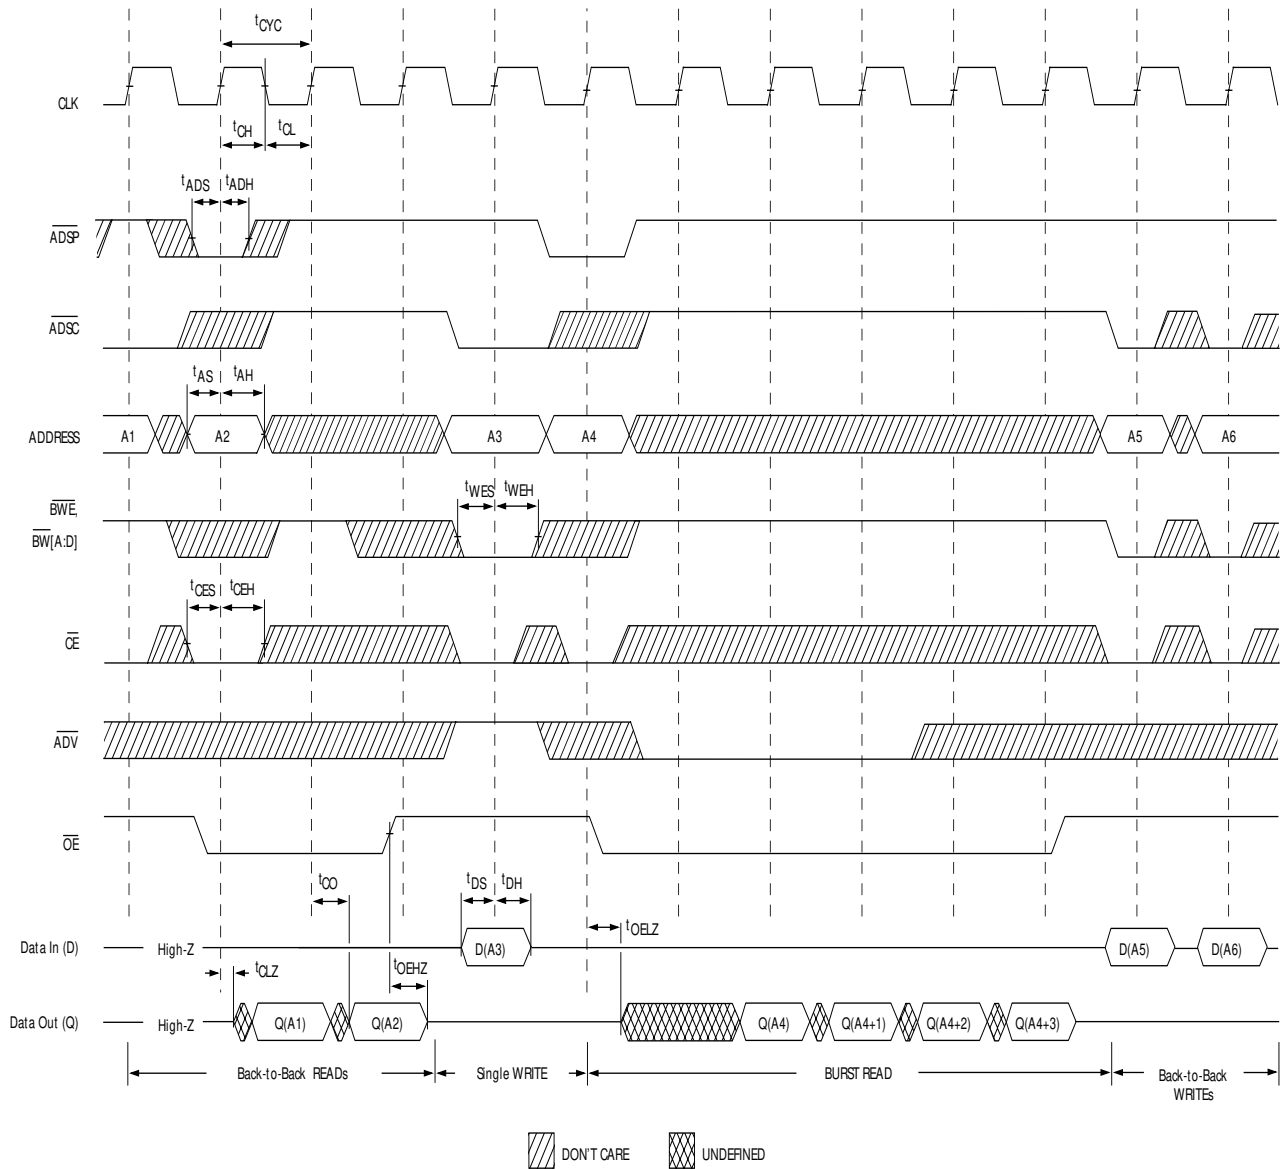 tCYC
CLK
tCH tCL
tADS tADH
ADSP
ADSC
tAS tAH
ADDRESS A1 A2 A3 A4 A5 A6
tWES tWEH
BWE,
BW[A:D]
tCES tCEH
CE
ADV
OE
tCO tDS tDH
tOELZ
Data In (D) High-Z D(A3) D(A5) D(A6)
tCLZ tOEHZ
Data Out (Q) High-Z Q(A1) Q(A2) Q(A4) Q(A4+1) Q(A4+2) Q(A4+3)
Back-to-Back READs Single WRITE BURST READ Back-to-Back
WRITEs
DON'T CARE UNDEFINED